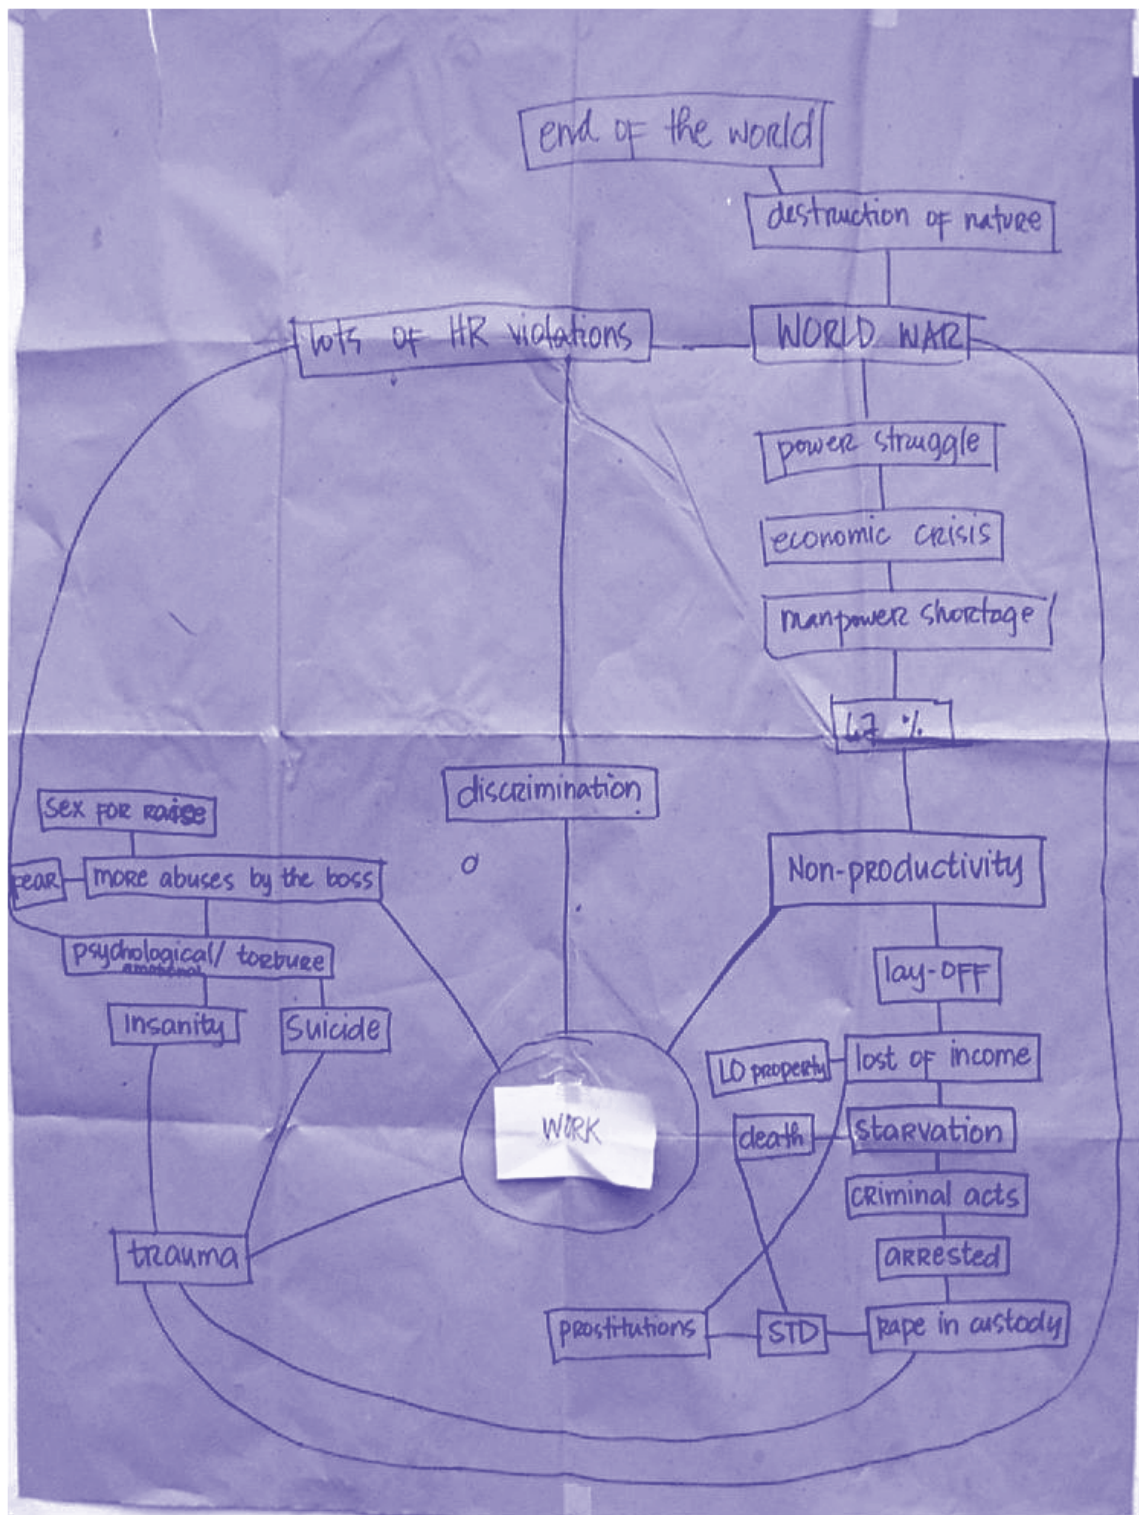 end of the world
destruction of nature
lots of HR violations
WORLD WAR
power struggle
economic crisis
manpower shortage
%
discrimination
sex for raise
Non-productivity
fear
more abuses by the boss
psychological/ torture
emotional
lay-off
insanity
suicide
LO property
lost of income
WORK
death
starvation
criminal acts
trauma
arrested
prostitutions
STD
rape in custody